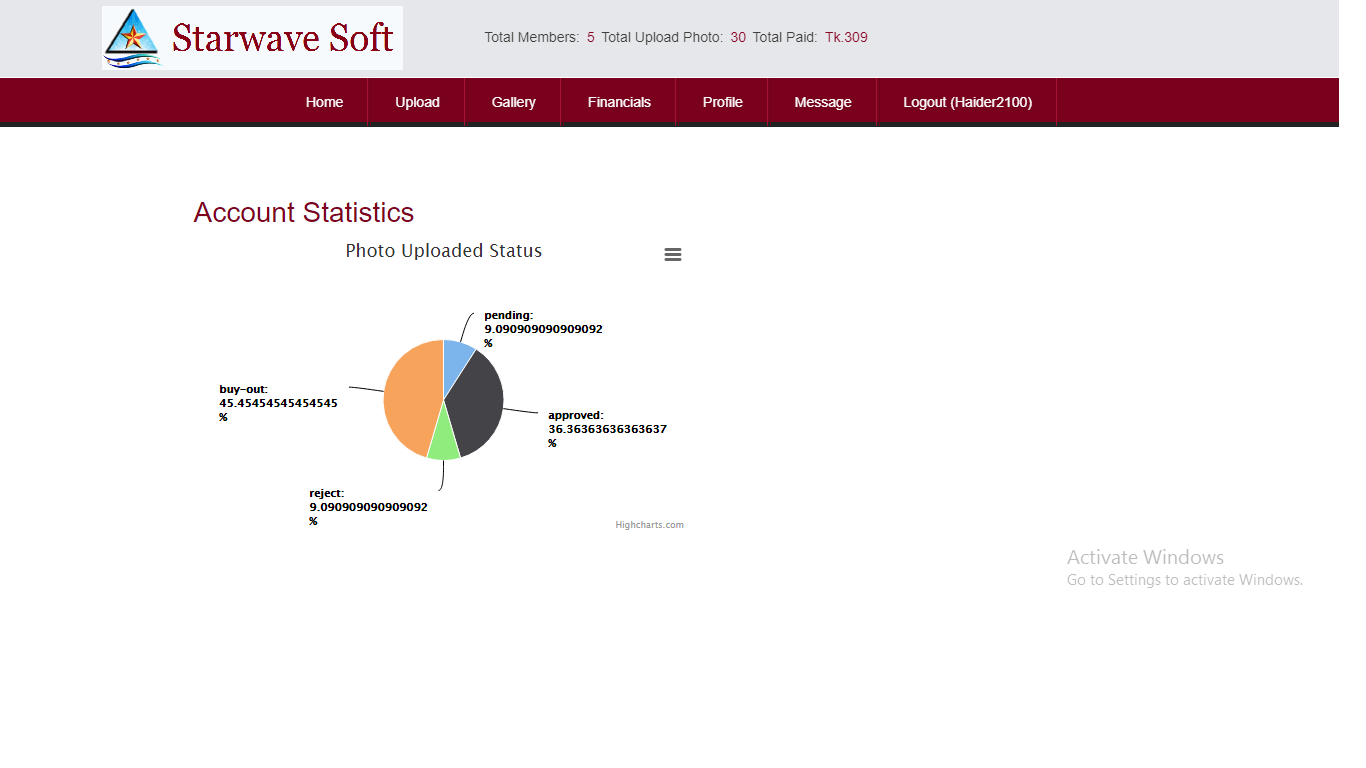 Starwave Soft
Total Members: 5 Total Upload Photo: 30 Total Paid: Tk.309
Home Upload Gallery Financials Profile Message Logout (Haider2100)
Account Statistics
Photo Uploaded Status
pending:
9.090909090909092
%
buy-out:
45.45454545454545
%
approved:
36.36363636363637
%
reject:
9.090909090909092
%
Highcharts.com
Activate Windows
Go to Settings to activate Windows.